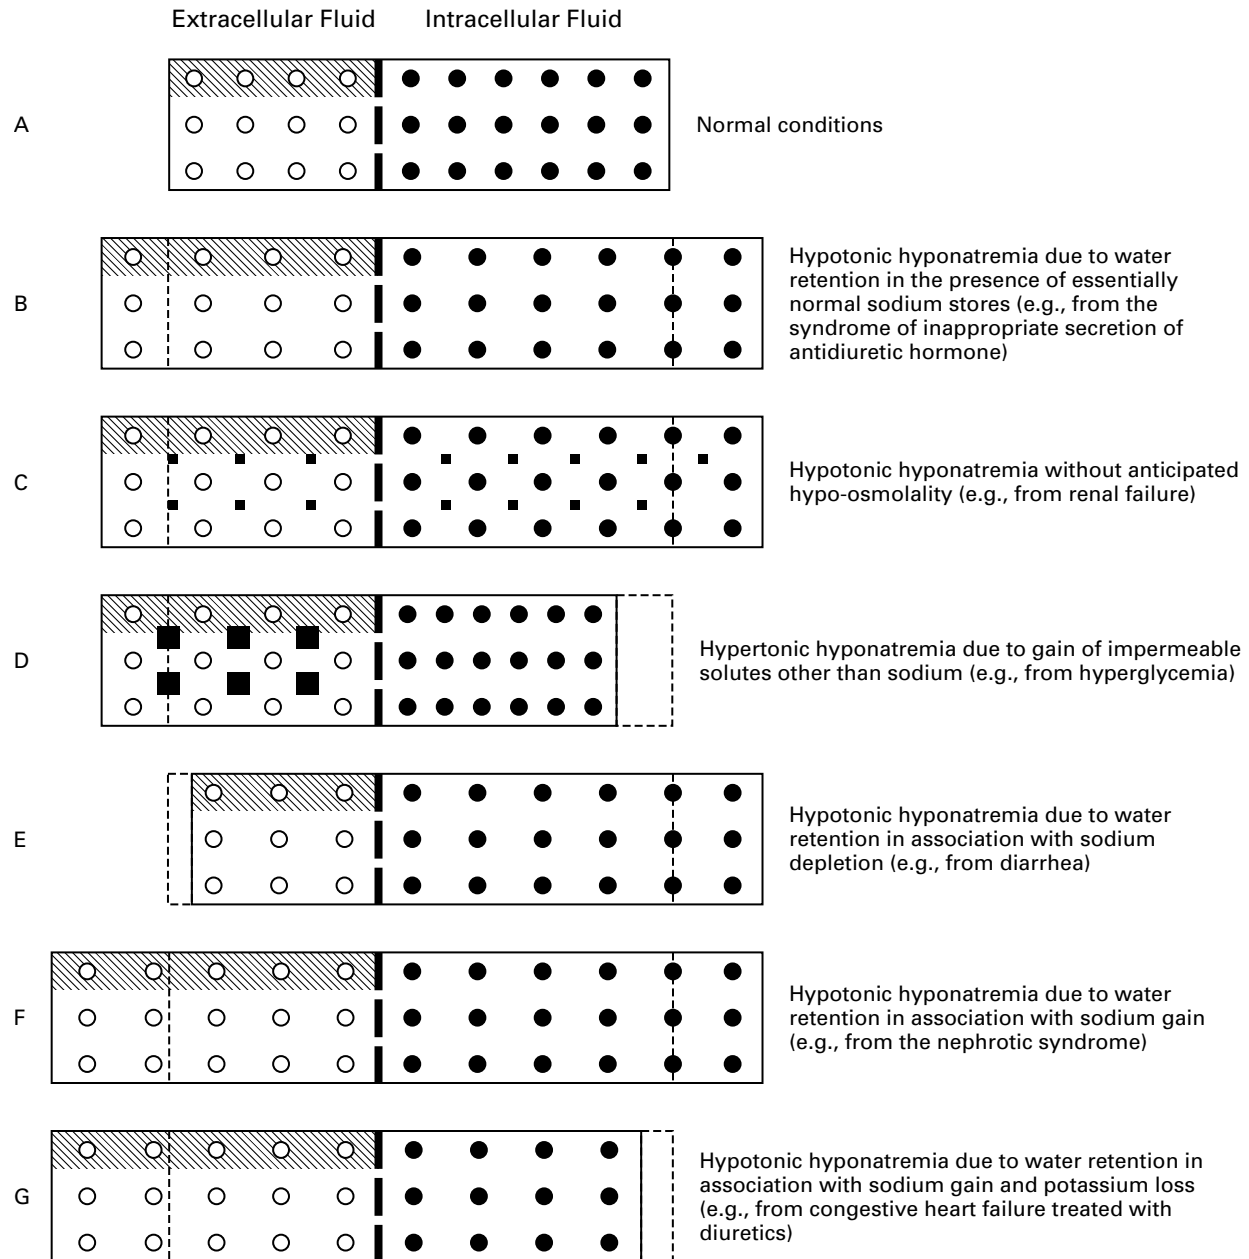 Extracellular Fluid Intracellular Fluid
A
Normal conditions
B
Hypotonic hyponatremia due to water
retention in the presence of essentially
normal sodium stores (e.g., from the
syndrome of inappropriate secretion of
antidiuretic hormone)
C
Hypotonic hyponatremia without anticipated
hypo-osmolality (e.g., from renal failure)
D
Hypertonic hyponatremia due to gain of impermeable
solutes other than sodium (e.g., from hyperglycemia)
E
Hypotonic hyponatremia due to water
retention in association with sodium
depletion (e.g., from diarrhea)
F
Hypotonic hyponatremia due to water
retention in association with sodium gain
(e.g., from the nephrotic syndrome)
G
Hypotonic hyponatremia due to water retention in
association with sodium gain and potassium loss
(e.g., from congestive heart failure treated with
diuretics)